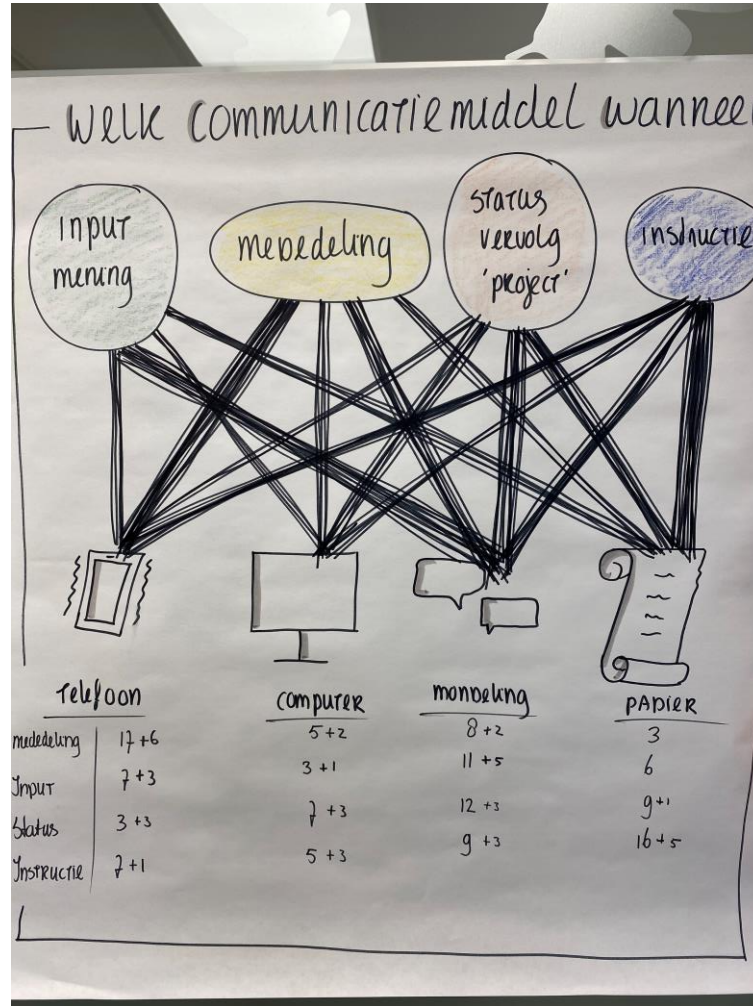 Welk communicatiemiddel wannee
Input
mening
mededeling
status
vervolg
'project'
instructie
Telefoon computer mondeling papier
mededeling 17+6 5+2 8+2 3
Input 7+3 3+1 11+5 6
Status 3+3 7+3 12+3 9+1
Instructie 7+1 5+3 9+3 16+5